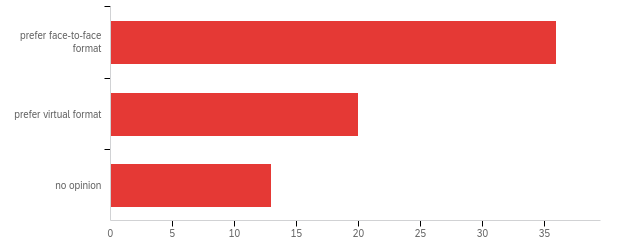 prefer face-to-face
format
prefer virtual format
no opinion
0 5 10 15 20 25 30 35